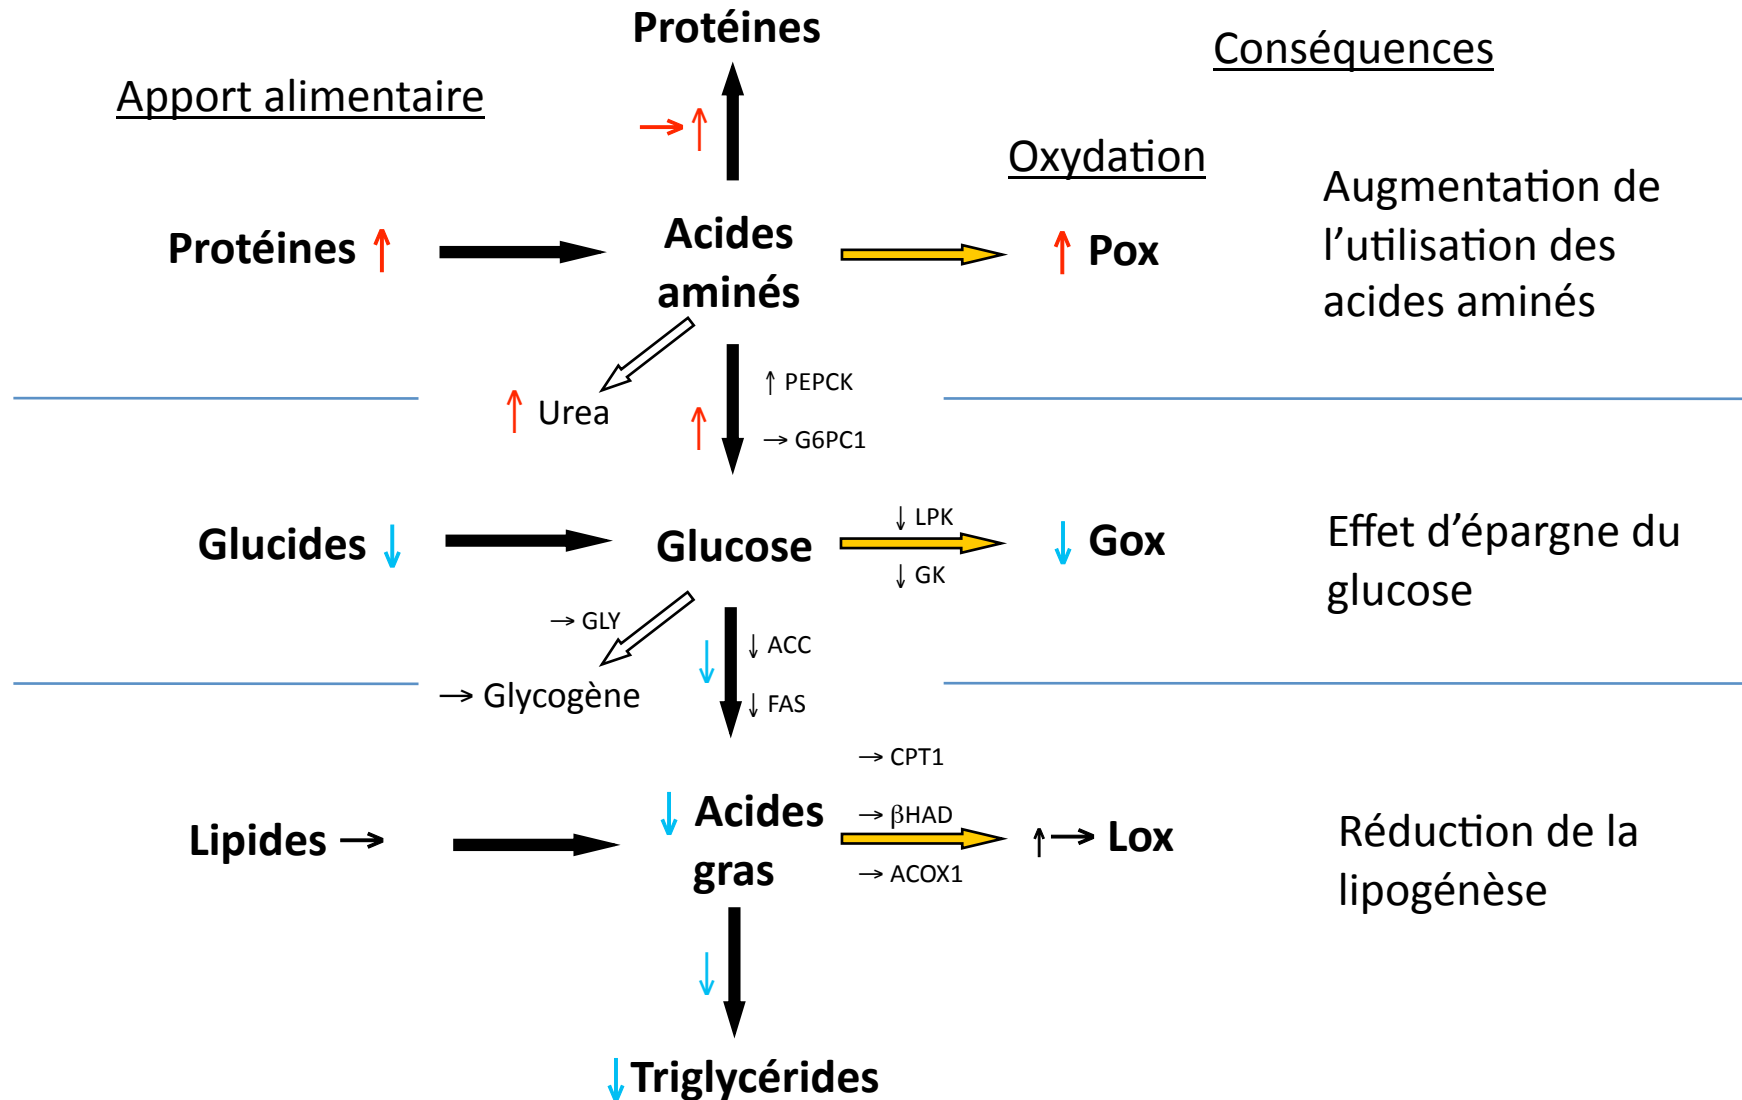 Protéines
Conséquences
Apport alimentaire
→ ↑
Oxydation
Augmentation de
l’utilisation des
acides aminés
Protéines ↑
Acides
aminés
↑ Pox
↑ PEPCK
↑ Urea
↑
→ G6PC1
Glucides ↓
Glucose
↓ LPK
↓ GK
↓ Gox
Effet d’épargne du
glucose
→ GLY
↓
↓ ACC
→ Glycogène
↓ FAS
→ CPT1
→ βHAD
→ ACOX1
Lipides →
↓ Acides
gras
↑ → Lox
Réduction de la
lipogénèse
↓
↓ Triglycérides